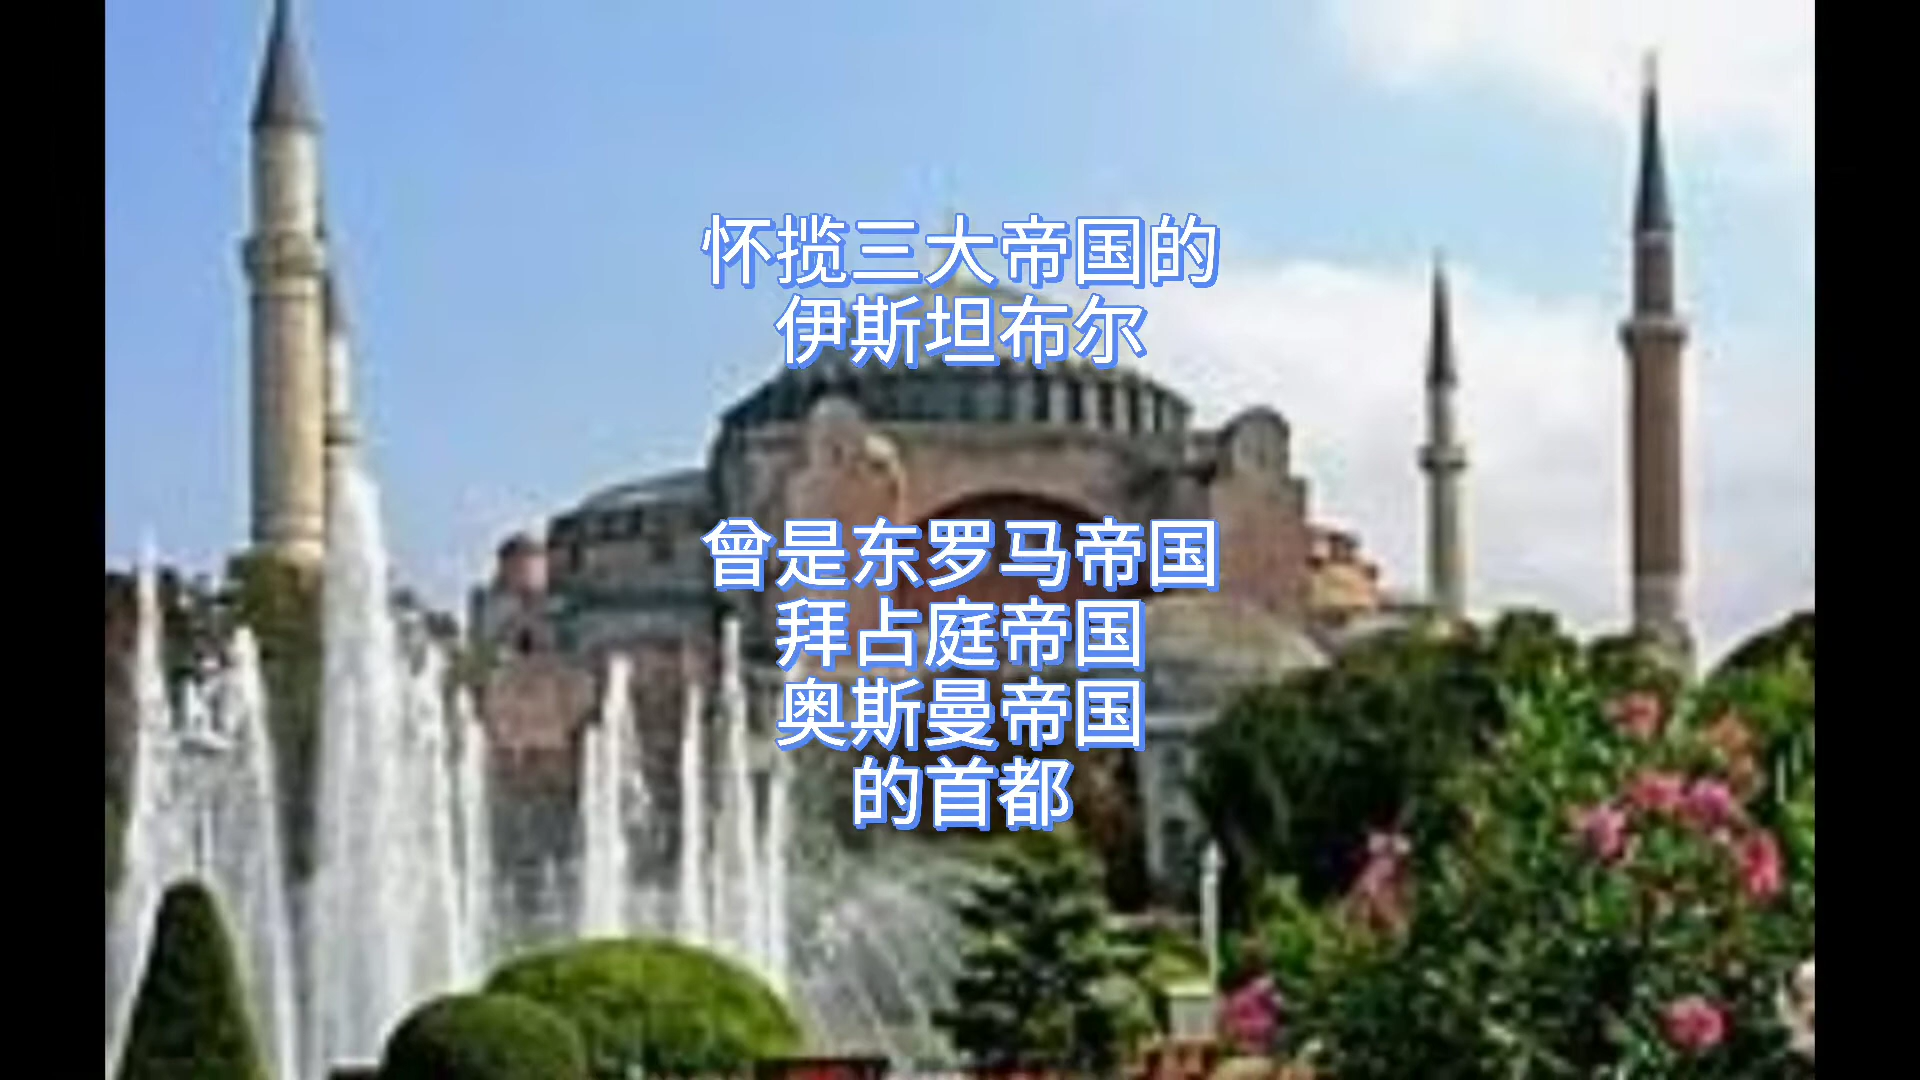 怀揽三大帝国的
伊斯坦布尔
曾是东罗马帝国
拜占庭帝国
奥斯曼帝国
的首都